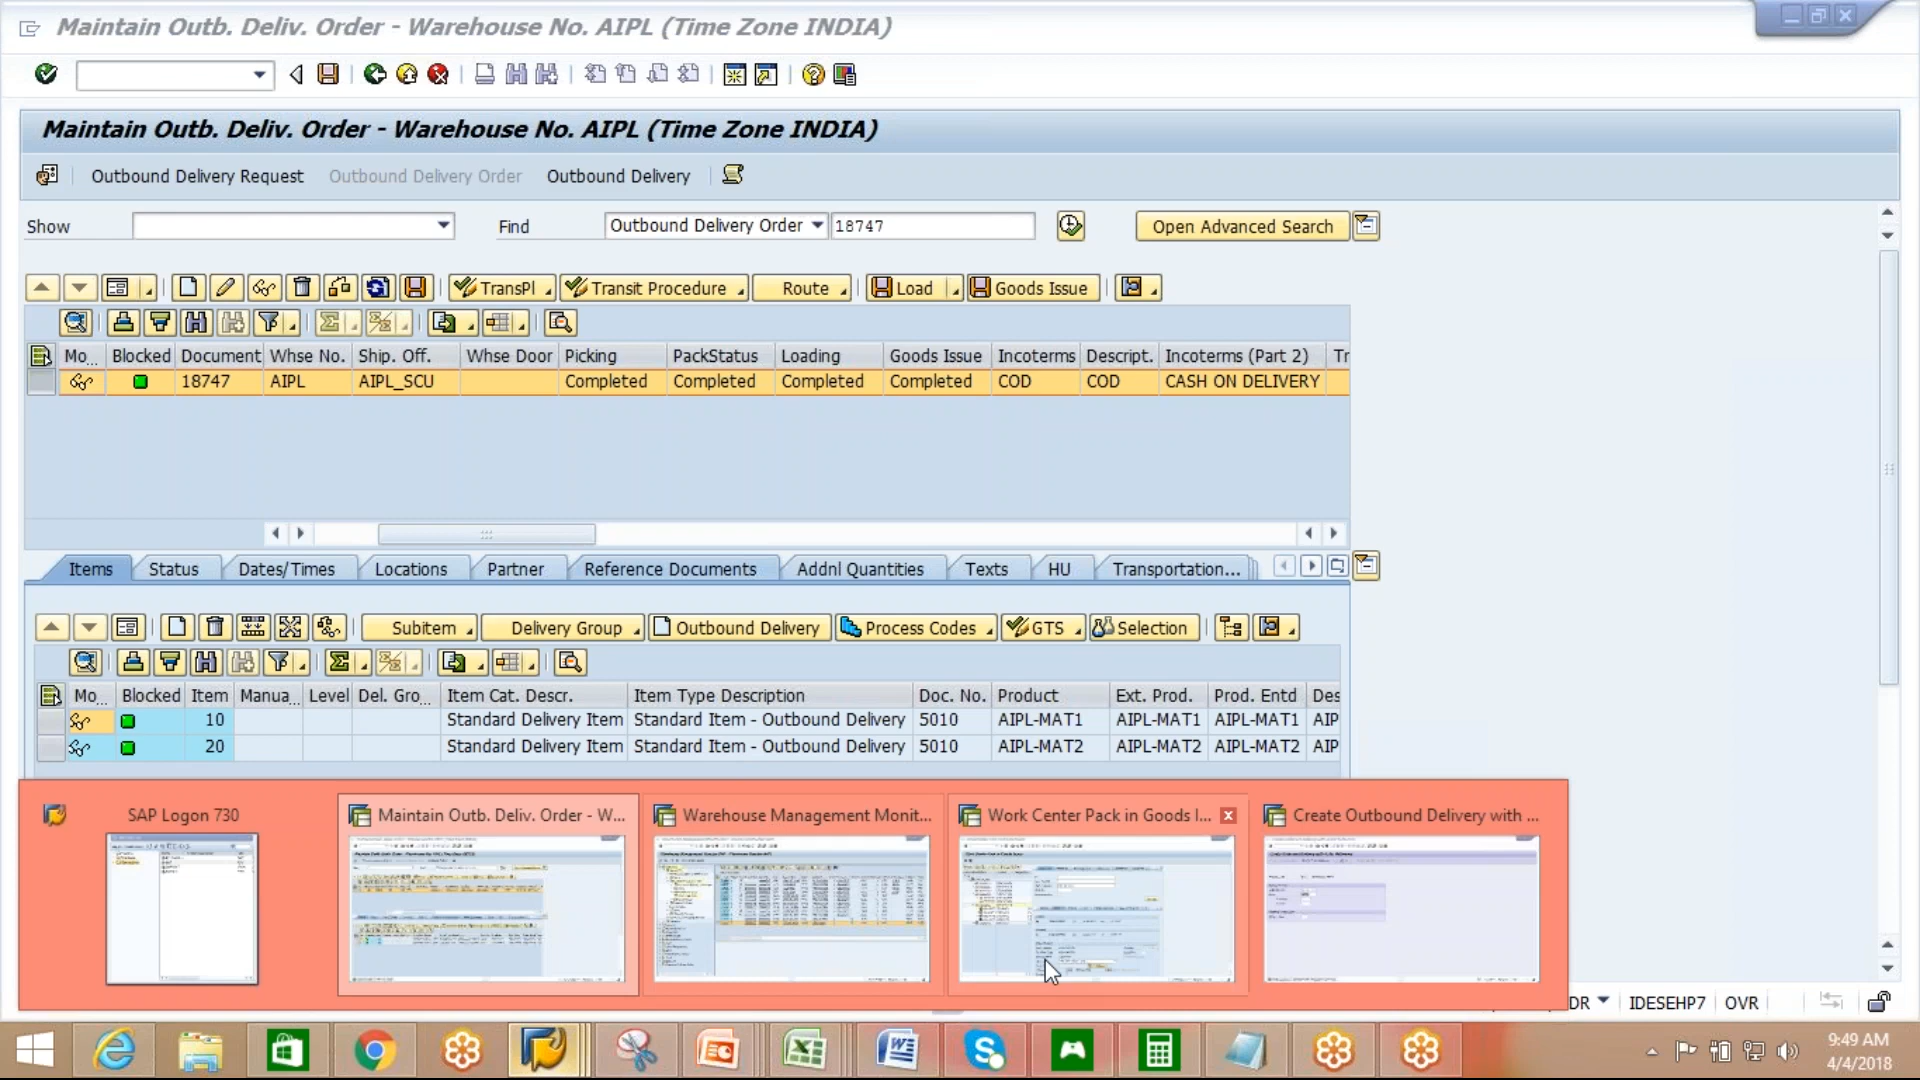 Maintain Outb. Deliv. Order - Warehouse No. AIPL (Time Zone INDIA)
Maintain Outb. Deliv. Order - Warehouse No. AIPL (Time Zone INDIA)
Outbound Delivery Request Outbound Delivery Order Outbound Delivery
Show Find Outbound Delivery Order 18747 Open Advanced Search
TransPl Transit Procedure Route Load Goods Issue
Mo... Blocked Document Whse No. Ship. Off. Whse Door Picking PackStatus Loading Goods Issue Incoterms Descript. Incoterms (Part 2) Tr
18747 AIPL AIPL_SCU Completed Completed Completed Completed COD COD CASH ON DELIVERY
Items Status Dates/Times Locations Partner Reference Documents Addnl Quantities Texts HU Transportation...
Subitem Delivery Group Outbound Delivery Process Codes GTS Selection
Mo... Blocked Item Manua... Level Del. Gro... Item Cat. Descr. Item Type Description Doc. No. Product Ext. Prod. Prod. Entd Des
10 Standard Delivery Item Standard Item - Outbound Delivery 5010 AIPL-MAT1 AIPL-MAT1 AIPL-MAT1 AIP
20 Standard Delivery Item Standard Item - Outbound Delivery 5010 AIPL-MAT2 AIPL-MAT2 AIPL-MAT2 AIP
SAP Logon 730 Maintain Outb. Deliv. Order - W... Warehouse Management Monit... Work Center Pack in Goods I... Create Outbound Delivery with ...
DR IDESEHP7 OVR
9:49 AM
4/4/2018